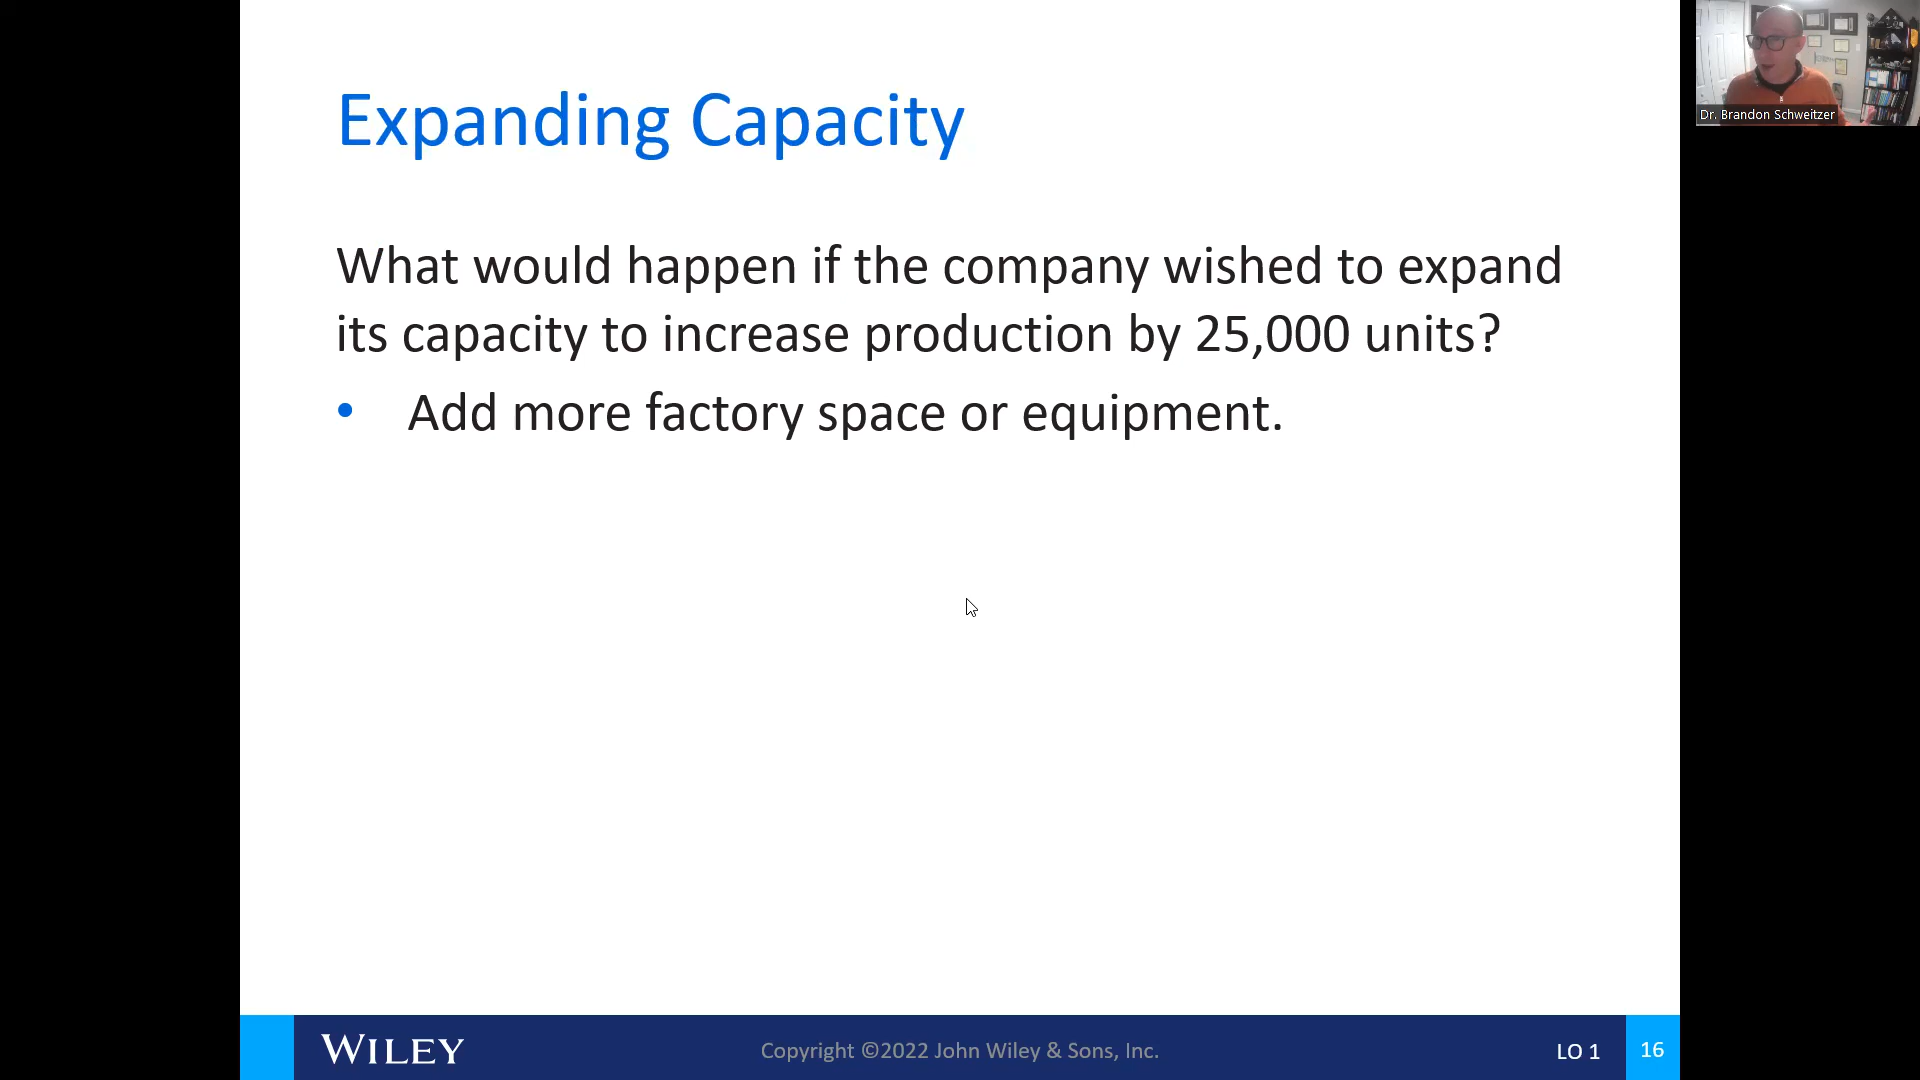 Expanding Capacity
What would happen if the company wished to expand
its capacity to increase production by 25,000 units?
• Add more factory space or equipment.
Dr. Brandon Schweitzer
WILEY
Copyright ©2022 John Wiley & Sons, Inc.
LO 1
16